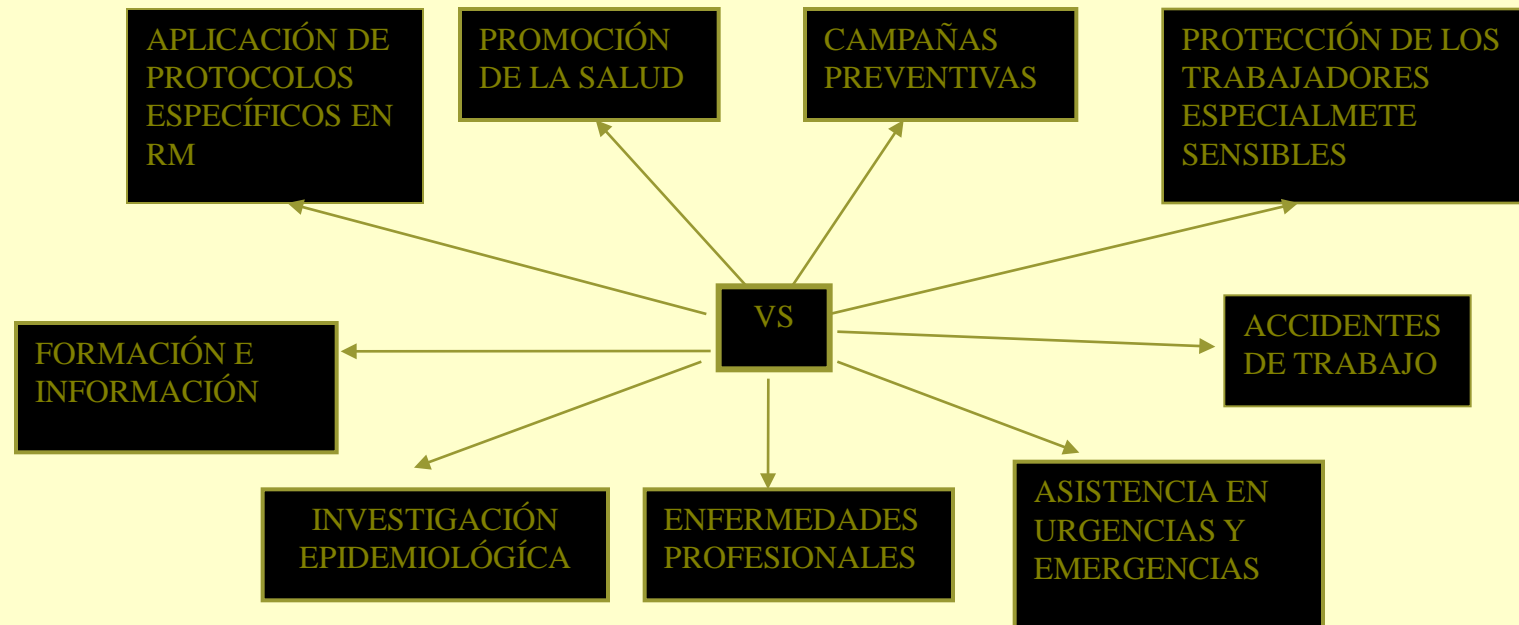 APLICACIÓN DE
PROTOCOLOS
ESPECÍFICOS EN
RM
PROMOCIÓN
DE LA SALUD
CAMPAÑAS
PREVENTIVAS
PROTECCIÓN DE LOS
TRABAJADORES
ESPECIALMETE
SENSIBLES
VS
FORMACIÓN E
INFORMACIÓN
ACCIDENTES
DE TRABAJO
INVESTIGACIÓN
EPIDEMIOLÓGÍCA
ENFERMEDADES
PROFESIONALES
ASISTENCIA EN
URGENCIAS Y
EMERGENCIAS